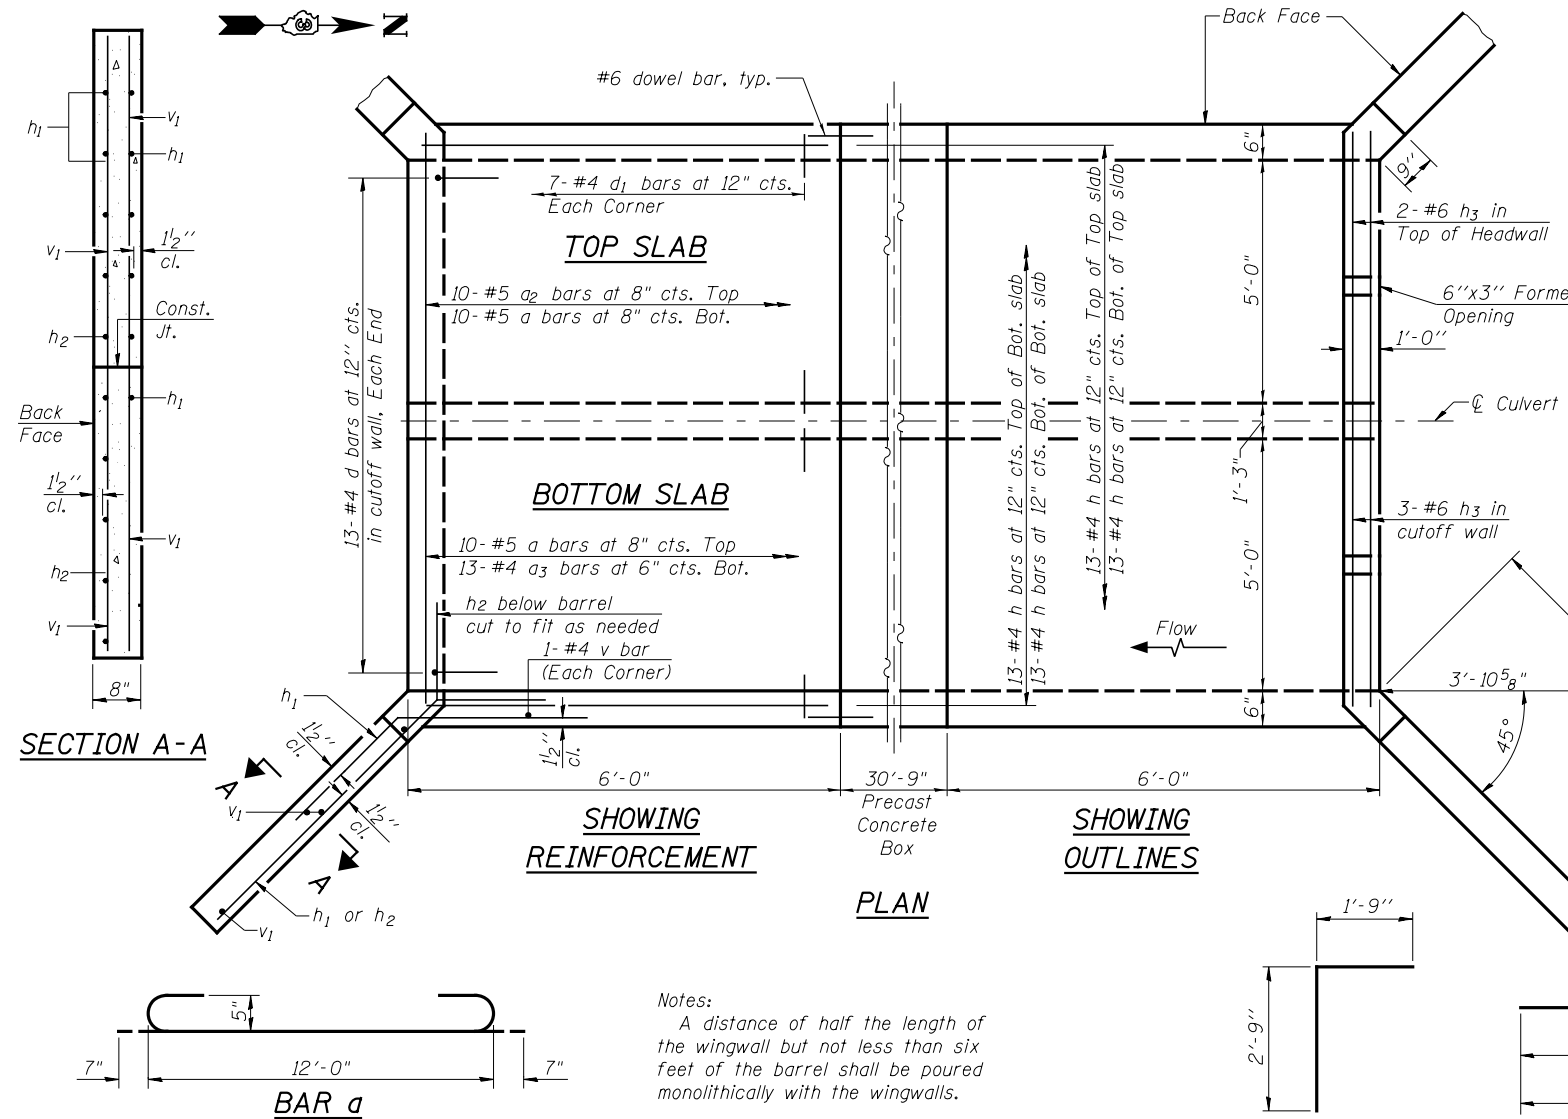 N
Back Face
#6 dowel bar, typ.
h1
v1
h1
v1
1 1/2"
cl.
Const.
Jt.
h2
h1
Back
Face
1 1/2"
cl.
v1
h2
v1
8"
SECTION A-A
7-#4 d1 bars at 12" cts.
Each Corner
TOP SLAB
10-#5 a2 bars at 8" cts. Top
10-#5 a bars at 8" cts. Bot.
13-#4 d bars at 12" cts.
in cutoff wall, Each End
BOTTOM SLAB
10-#5 a bars at 8" cts. Top
13-#4 a3 bars at 6" cts. Bot.
h2 below barrel
cut to fit as needed
1-#4 v bar
(Each Corner)
13-#4 h bars at 12" cts. Top of Bot. slab
13-#4 h bars at 12" cts. Bot. of Bot. slab
13-#4 h bars at 12" cts. Top of Top slab
13-#4 h bars at 12" cts. Bot. of Top slab
6"
5'-0"
1'-3"
5'-0"
6"
9"
2-#6 h3 in
Top of Headwall
6"x3" Forme
Opening
1'-0"
℄ Culvert
3-#6 h3 in
cutoff wall
Flow
3'-10 5/8"
45°
h1
1 1/2"
cl.
A
v1
1 1/2"
cl.
A
h1 or h2
v1
1 1/2"
cl.
6'-0"
30'-9"
Precast
Concrete
Box
6'-0"
SHOWING
REINFORCEMENT
SHOWING
OUTLINES
PLAN
5"
7"
12'-0"
7"
BAR a
Notes:
A distance of half the length of
the wingwall but not less than six
feet of the barrel shall be poured
monolithically with the wingwalls.
1'-9"
2'-9"